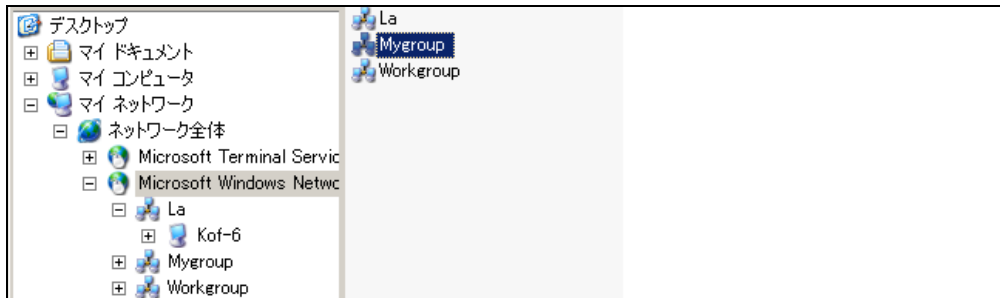 デスクトップ
マイ ドキュメント
マイ コンピュータ
マイ ネットワーク
ネットワーク全体
Microsoft Terminal Servic
Microsoft Windows Netwc
La
Kof-6
Mygroup
Workgroup
La
Mygroup
Workgroup